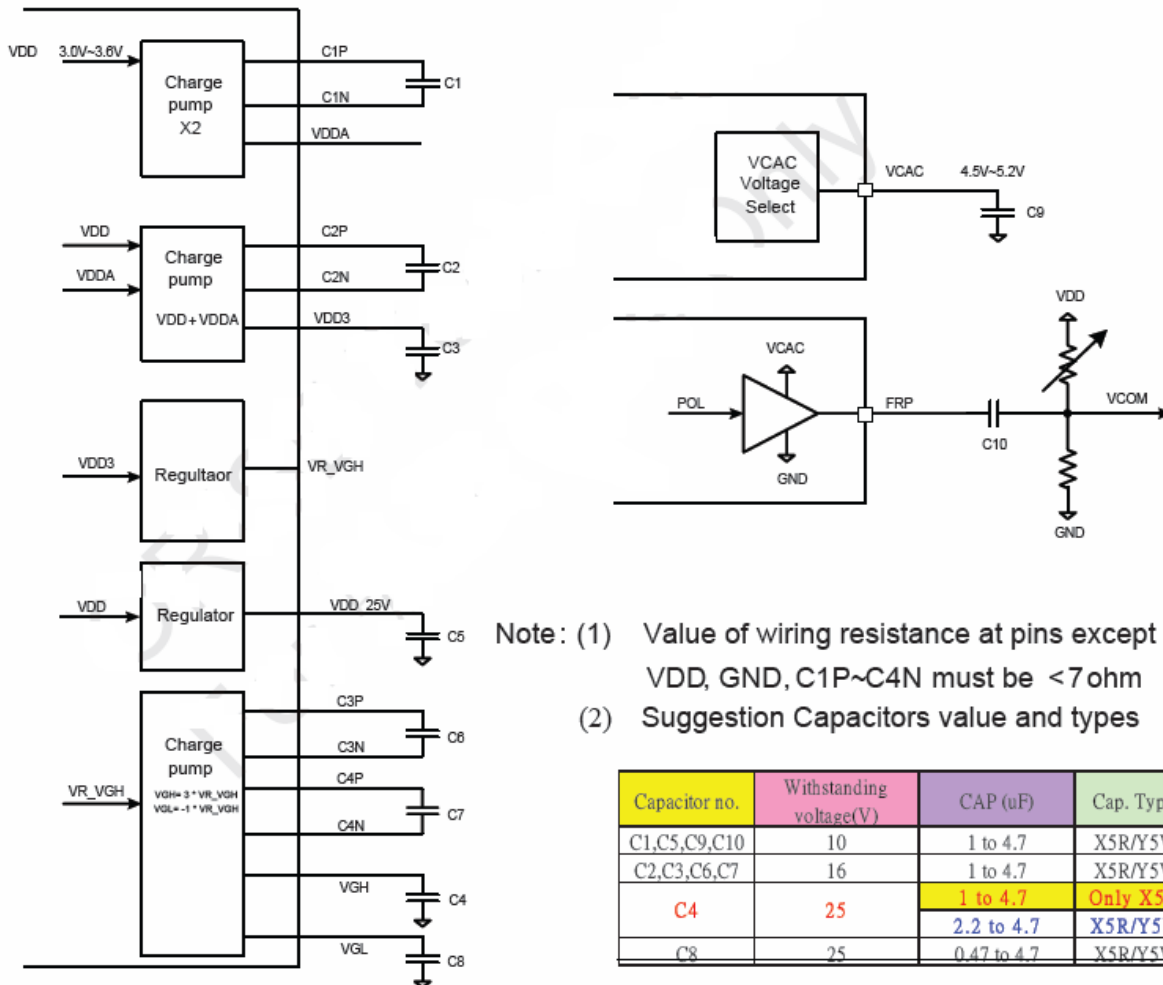 VDD
3.0V~3.6V
Charge
pump
X2
C1P
C1N
VDDA
C1
VDD
VDDA
Charge
pump
VDD+VDDA
C2P
C2N
VDD3
C2
C3
VDD3
Regultaor
VR_VGH
VDD
Regulator
VDD_25V
C5
VR_VGH
Charge
pump
VGH= 3 * VR_VGH
VGL= -1 * VR_VGH
C3P
C3N
C4P
C4N
VGH
VGL
C6
C7
C4
C8
VCAC
Voltage
Select
VCAC
4.5V~5.2V
C9
POL
VCAC
GND
FRP
C10
VDD
VCOM
GND
Note: (1) Value of wiring resistance at pins except
VDD, GND, C1P~C4N must be <7ohm
(2) Suggestion Capacitors value and types
Capacitor no. Withstanding voltage(V) CAP (uF) Cap.
C1,C5,C9,C10 10 1 to 4.7
C2,C3,C6,C7 16 1 to 4.7
C4 25 1 to 4.7 Only
2.2 to 4.7
C8 25 0.47 to 4.7
only